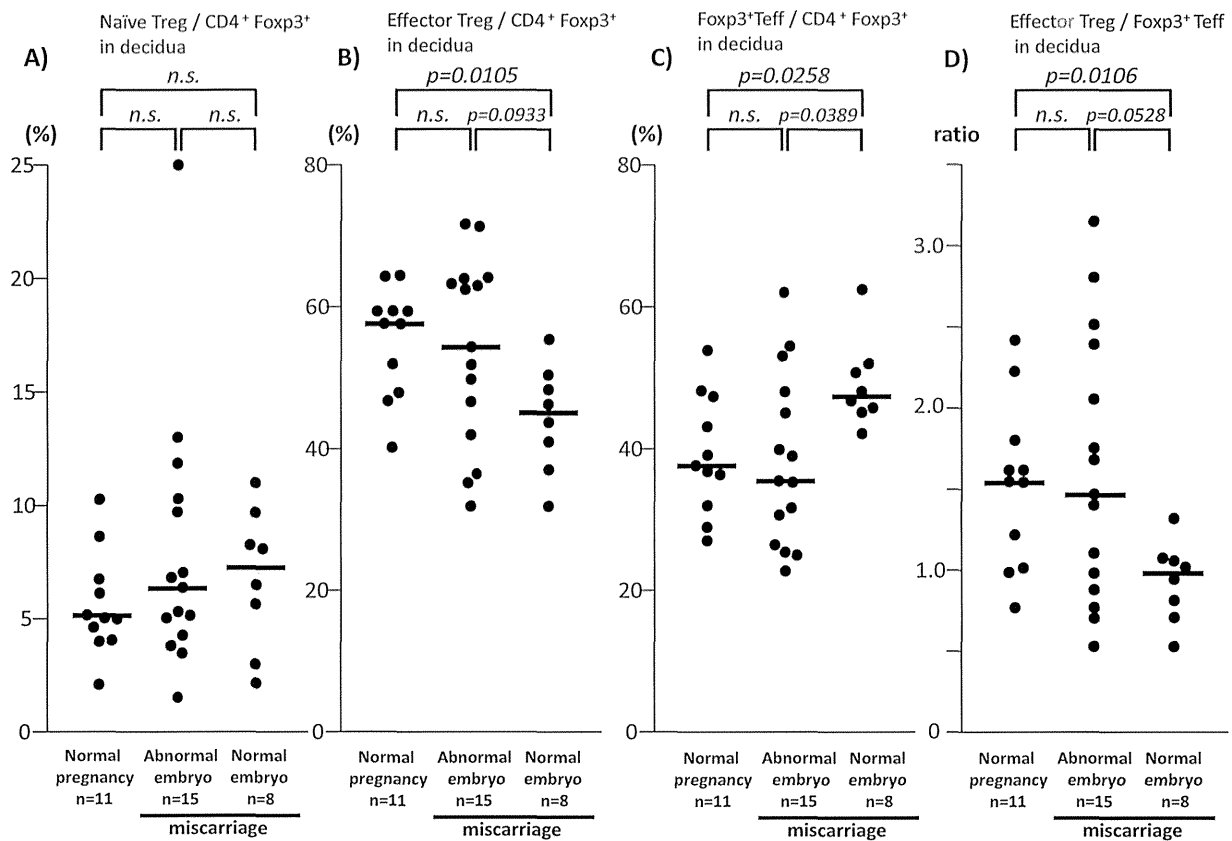 Naïve Treg / CD4⁺ Foxp3⁺
in decidua
A)
n.s.
n.s.
n.s.
(%)
25
20
15
10
5
0
Normal
pregnancy
n=11
Abnormal
embryo
n=15
Normal
embryo
n=8
miscarriage
Effector Treg / CD4⁺ Foxp3⁺
in decidua
B)
p=0.0105
n.s.
p=0.0933
(%)
80
60
40
20
0
Normal
pregnancy
n=11
Abnormal
embryo
n=15
Normal
embryo
n=8
miscarriage
Foxp3⁺Teff / CD4⁺ Foxp3⁺
in decidua
C)
p=0.0258
n.s.
p=0.0389
(%)
80
60
40
20
0
Normal
pregnancy
n=11
Abnormal
embryo
n=15
Normal
embryo
n=8
miscarriage
Effector Treg / Foxp3⁺ Teff
in decidua
D)
p=0.0106
n.s.
p=0.0528
ratio
3.0
2.0
1.0
0
Normal
pregnancy
n=11
Abnormal
embryo
n=15
Normal
embryo
n=8
miscarriage